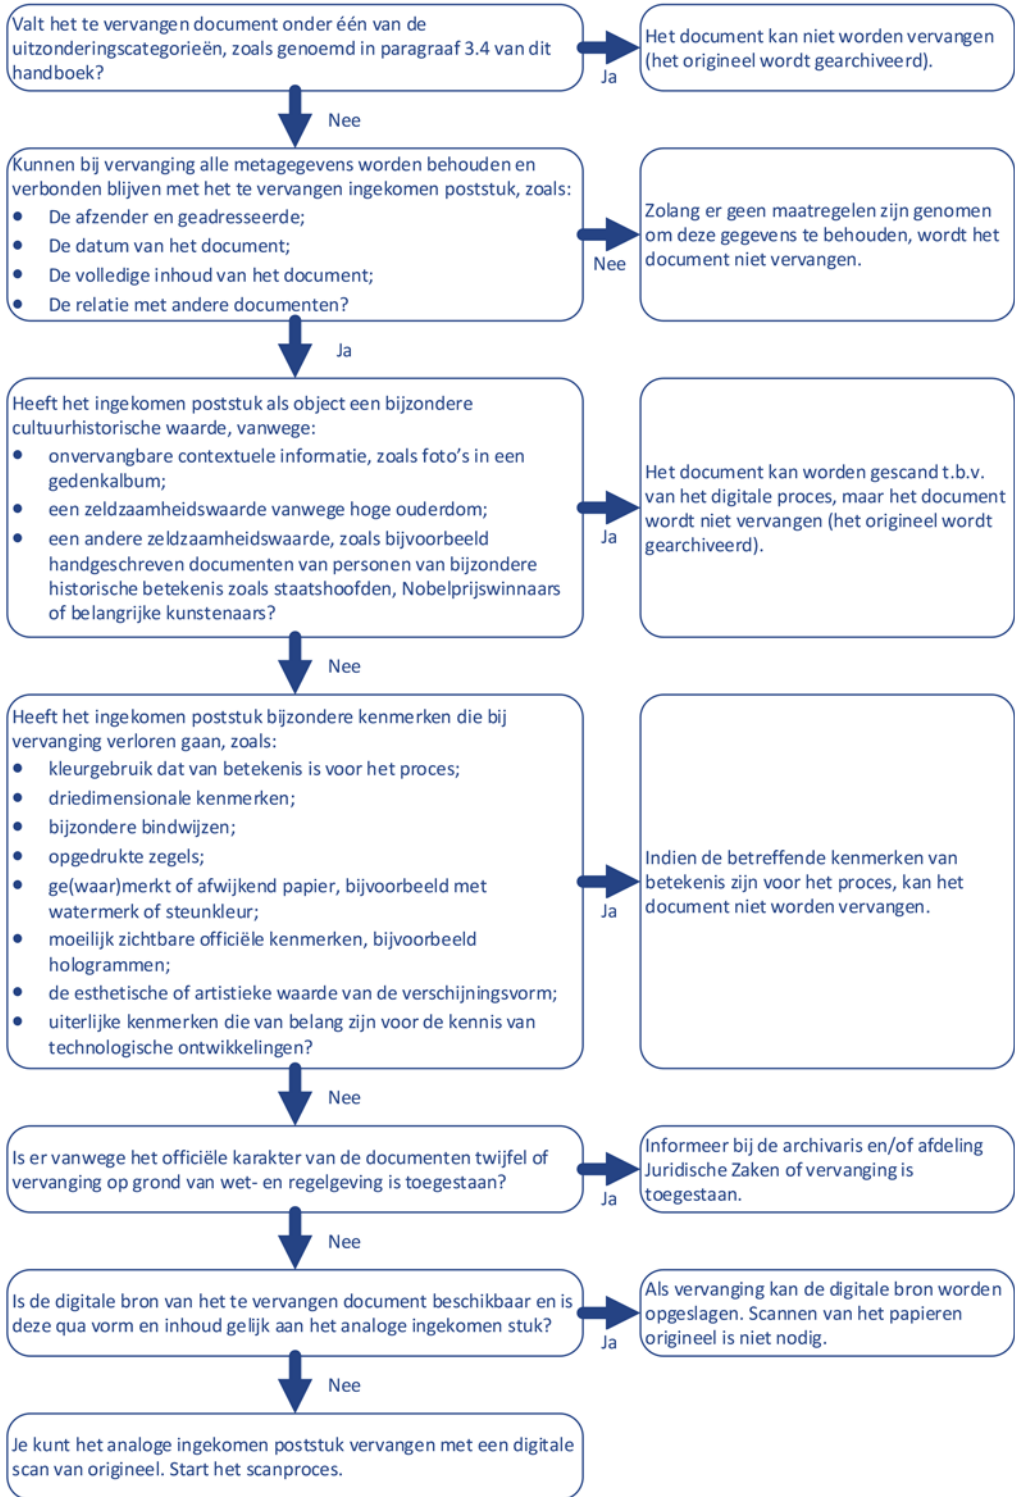 Valt het te vervangen document onder één van de
uitzonderingscategorieën, zoals genoemd in paragraaf 3.4 van dit
handboek?
Ja
Het document kan niet worden vervangen
(het origineel wordt gearchiveerd).
Nee
Kunnen bij vervanging alle metagegevens worden behouden en
verbonden blijven met het te vervangen ingekomen poststuk, zoals:
• De afzender en geadresseerde;
• De datum van het document;
• De volledige inhoud van het document;
• De relatie met andere documenten?
Nee
Zolang er geen maatregelen zijn genomen
om deze gegevens te behouden, wordt het
document niet vervangen.
Ja
Heeft het ingekomen poststuk als object een bijzondere
cultuurhistorische waarde, vanwege:
• onvervangbare contextuele informatie, zoals foto's in een
gedenkalbum;
• een zeldzaamheidswaarde vanwege hoge ouderdom;
• een andere zeldzaamheidswaarde, zoals bijvoorbeeld
handgeschreven documenten van personen van bijzondere
historische betekenis zoals staatshoofden, Nobelprijswinnaars
of belangrijke kunstenaars?
Ja
Het document kan worden gescand t.b.v.
van het digitale proces, maar het document
wordt niet vervangen (het origineel wordt
gearchiveerd).
Nee
Heeft het ingekomen poststuk bijzondere kenmerken die bij
vervanging verloren gaan, zoals:
• kleurgebruik dat van betekenis is voor het proces;
• driedimensionale kenmerken;
• bijzondere bindwijzen;
• opgedrukte zegels;
• ge(waar)merkt of afwijkend papier, bijvoorbeeld met
watermerk of steunkleur;
• moeilijk zichtbare officiële kenmerken, bijvoorbeeld
hologrammen;
• de esthetische of artistieke waarde van de verschijningsvorm;
• uiterlijke kenmerken die van belang zijn voor de kennis van
technologische ontwikkelingen?
Ja
Indien de betreffende kenmerken van
betekenis zijn voor het proces, kan het
document niet worden vervangen.
Nee
Is er vanwege het officiële karakter van de documenten twijfel of
vervanging op grond van wet- en regelgeving is toegestaan?
Ja
Informeer bij de archivaris en/of afdeling
Juridische Zaken of vervanging is
toegestaan.
Nee
Is de digitale bron van het te vervangen document beschikbaar en is
deze qua vorm en inhoud gelijk aan het analoge ingekomen stuk?
Ja
Als vervanging kan de digitale bron worden
opgeslagen. Scannen van het papieren
origineel is niet nodig.
Nee
Je kunt het analoge ingekomen poststuk vervangen met een digitale
scan van origineel. Start het scanproces.